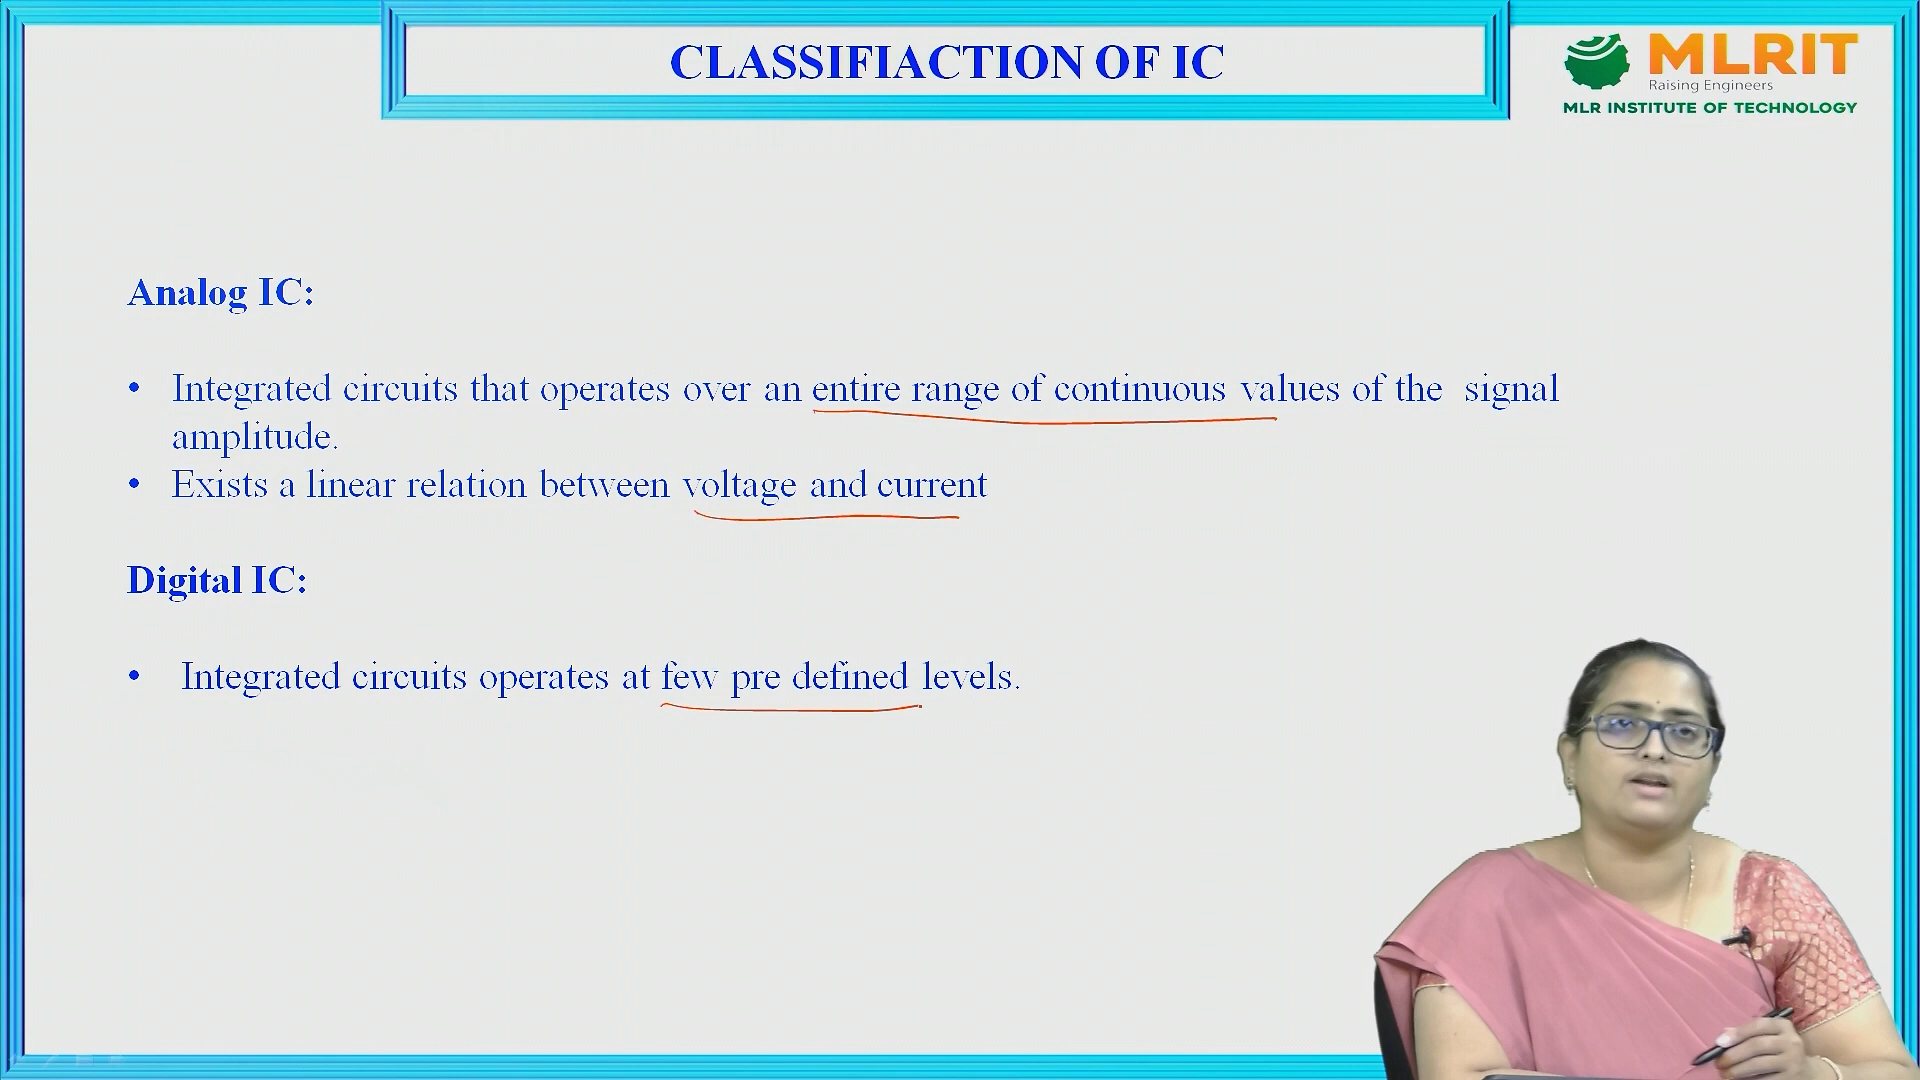 CLASSIFIACTION OF IC
MLRIT
Raising Engineers
MLR INSTITUTE OF TECHNOLOGY
Analog IC:
• Integrated circuits that operates over an entire range of continuous values of the signal
amplitude.
• Exists a linear relation between voltage and current
Digital IC:
• Integrated circuits operates at few pre defined levels.